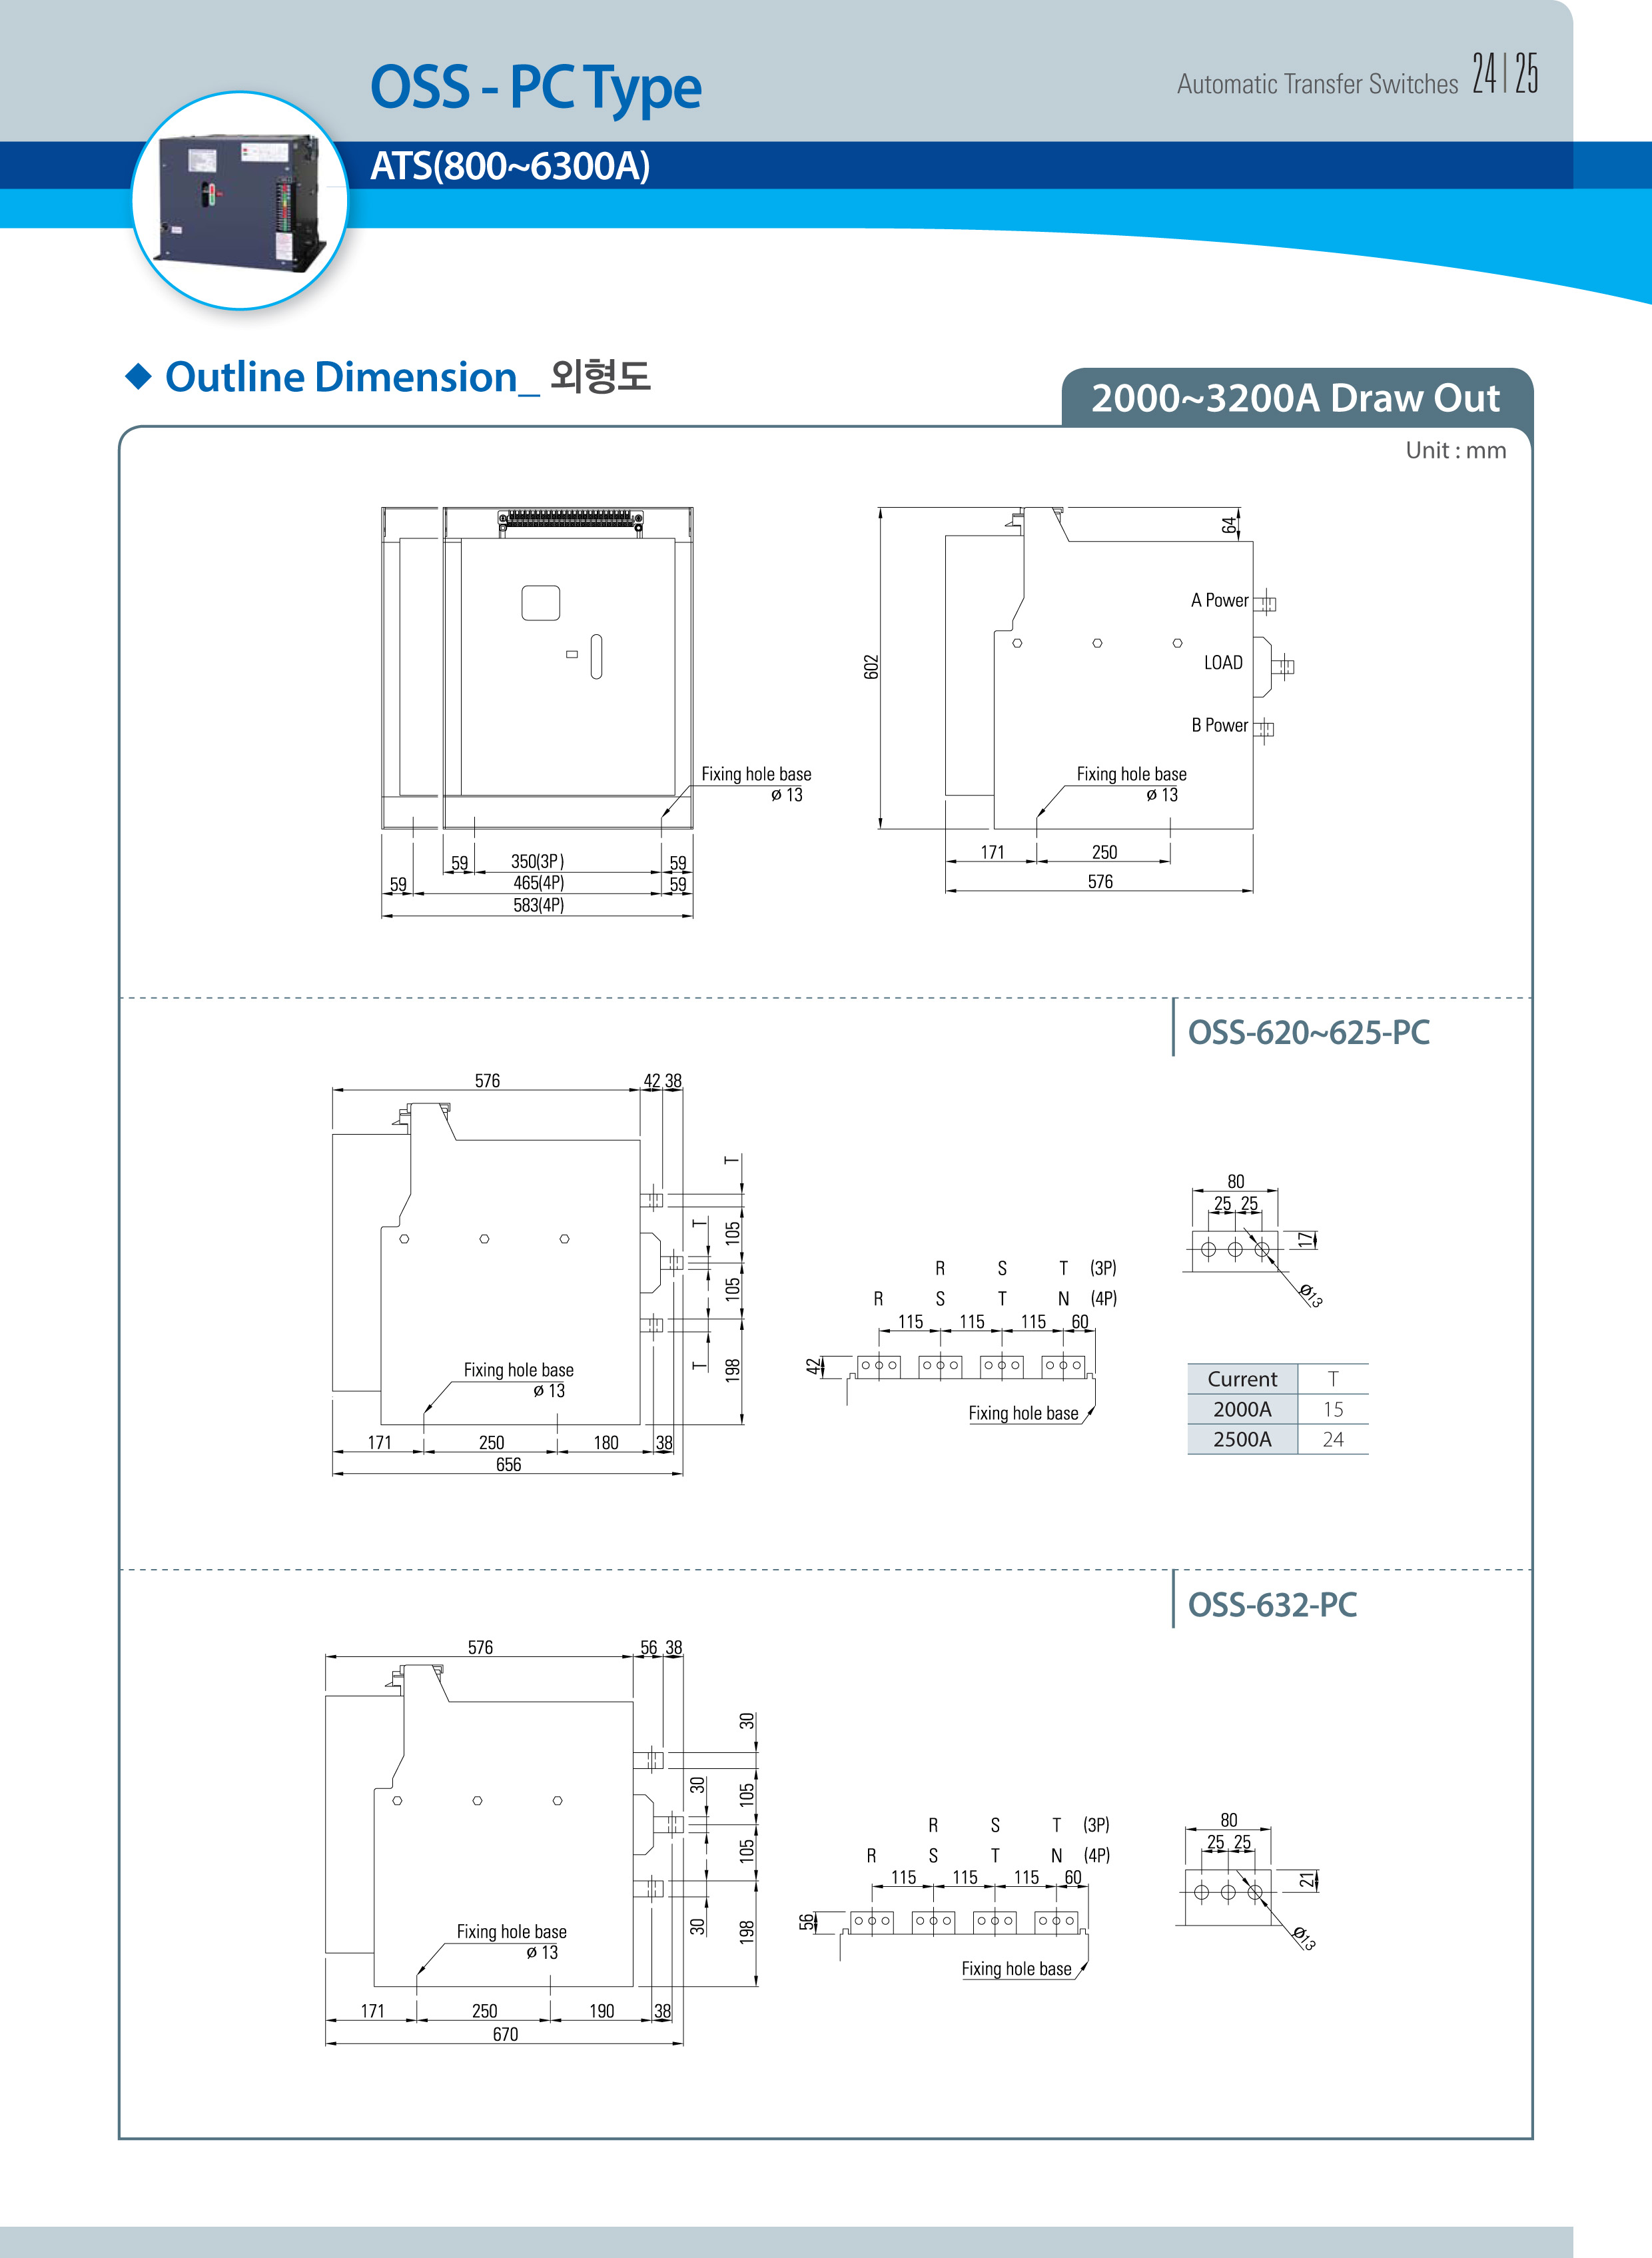 OSS - PC Type
Automatic Transfer Switches 24 | 25
ATS(800~6300A)
◆ Outline Dimension_ 외형도
2000~3200A Draw Out
Unit : mm
64
A Power
LOAD
602
B Power
Fixing hole base
ø 13
Fixing hole base
ø 13
59 350(3P) 59
59 465(4P) 59
583(4P)
171 250
576
OSS-620~625-PC
576 42 38
T
T
105
105
T
198
Fixing hole base
ø 13
171 250 180 38
656
R S T (3P)
R S T N (4P)
115 115 115 60
42
Fixing hole base
80
25 25
17
Ø13
Current T
2000A 15
2500A 24
OSS-632-PC
576 56 38
30
30
105
105
30
198
Fixing hole base
ø 13
171 250 190 38
670
R S T (3P)
R S T N (4P)
115 115 115 60
56
Fixing hole base
80
25 25
21
Ø13